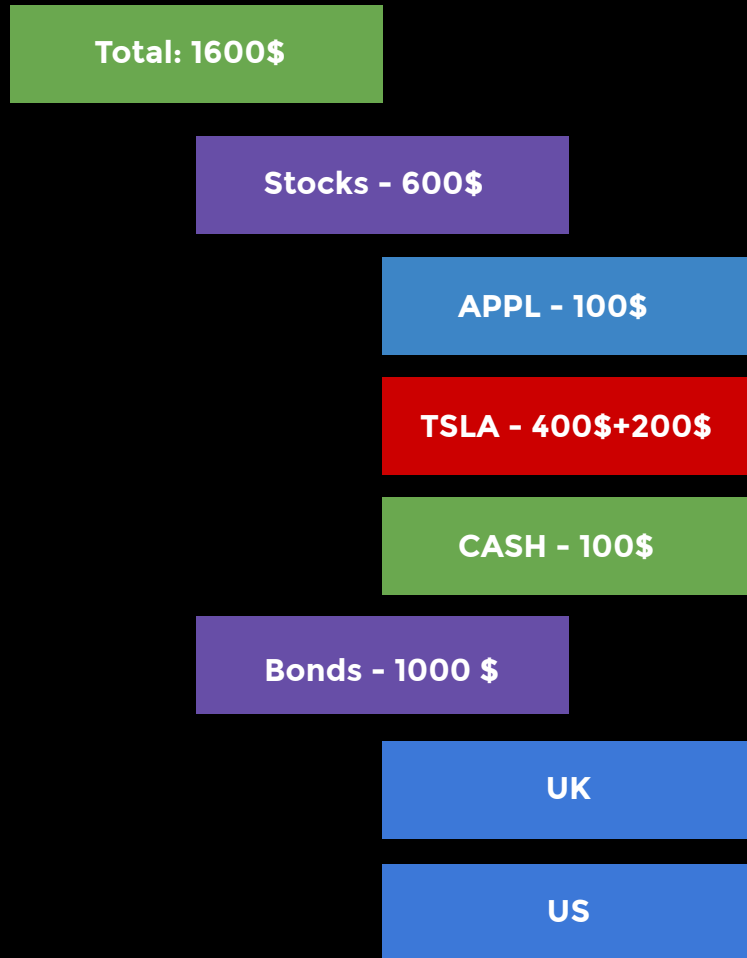 Total: 1600$
Stocks - 600$
APPL - 100$
TSLA - 400$+200$
CASH - 100$
Bonds - 1000 $
UK
US